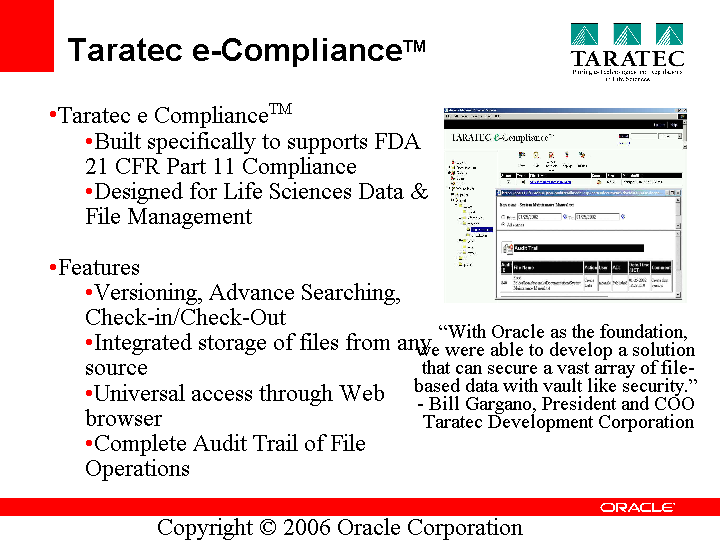 Taratec e-Compliance™
TARATEC
•Taratec e Compliance™
•Built specifically to supports FDA
21 CFR Part 11 Compliance
•Designed for Life Sciences Data &
File Management
•Features
•Versioning, Advance Searching,
Check-in/Check-Out
•Integrated storage of files from any
source
•Universal access through Web
browser
•Complete Audit Trail of File
Operations
TARATEC e-Compliance™
Audit Trail
File Name
Comment
“With Oracle as the foundation,
we were able to develop a solution
that can secure a vast array of file-
based data with vault like security.”
- Bill Gargano, President and COO
Taratec Development Corporation
ORACLE
Copyright © 2006 Oracle Corporation